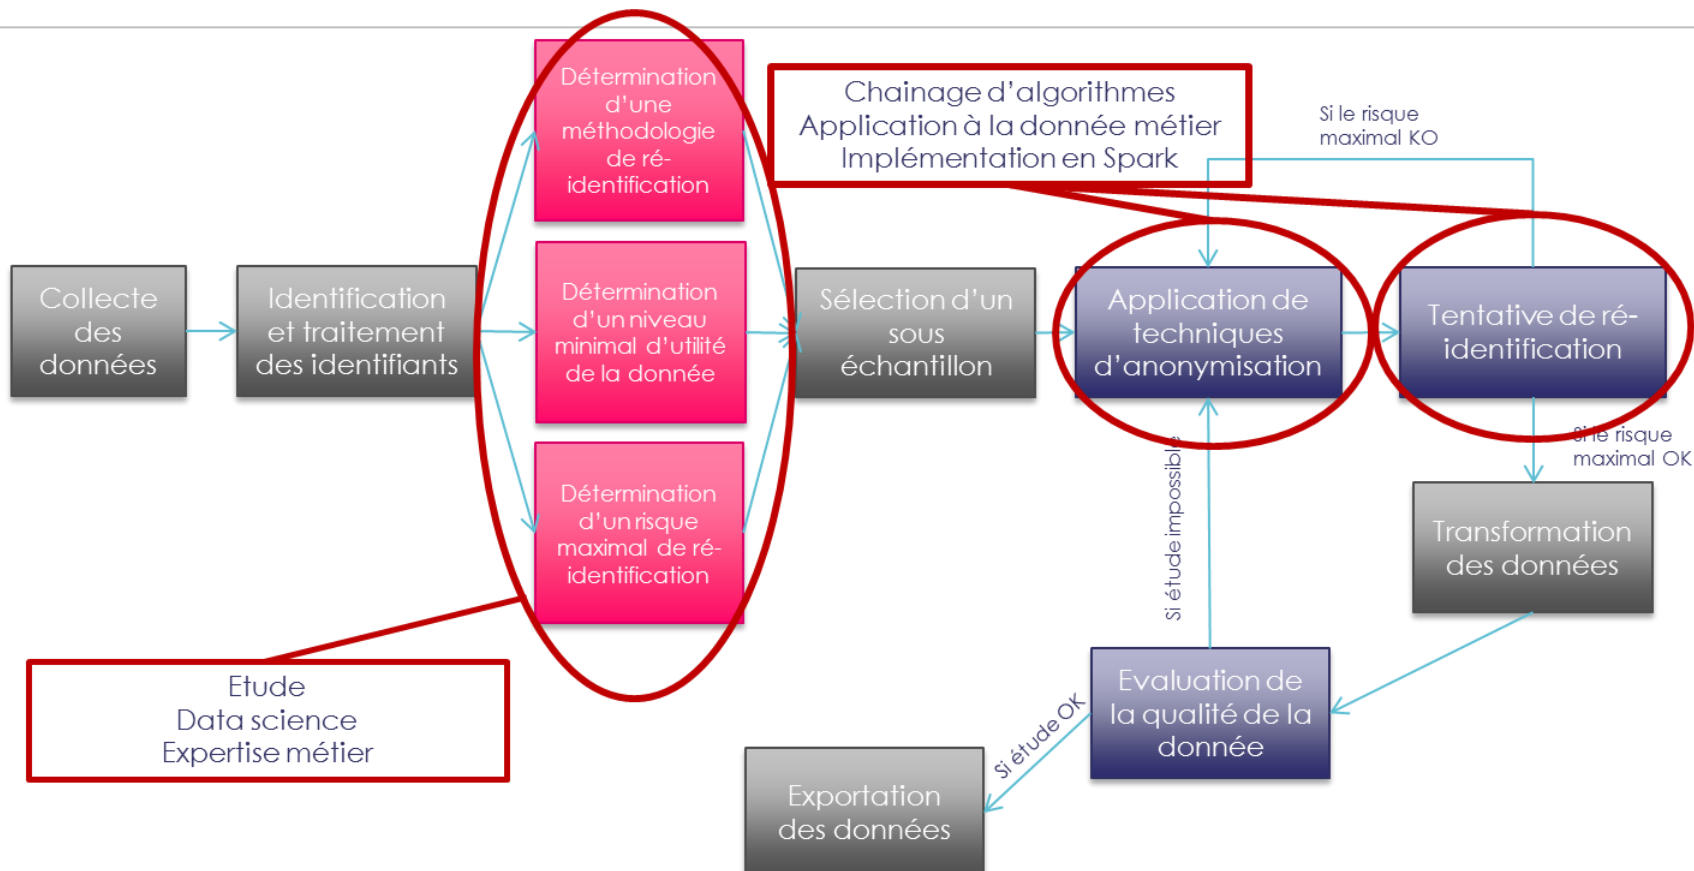 Collecte
des
données
Identification
et traitement
des identifiants
Détermination
d'une
méthodologie
de ré-
identification
Détermination
d'un niveau
minimal d'utilité
de la donnée
Détermination
d'un risque
maximal de ré-
identification
Etude
Data science
Expertise métier
Sélection d'un
sous
échantillon
Chainage d'algorithmes
Application à la donnée métier
Implémentation en Spark
Application de
techniques
d'anonymisation
Si le risque
maximal KO
Tentative de ré-
identification
Si le risque
maximal OK
Transformation
des données
Evaluation de
la qualité de la
donnée
Si étude impossible
Si étude OK
Exportation
des données